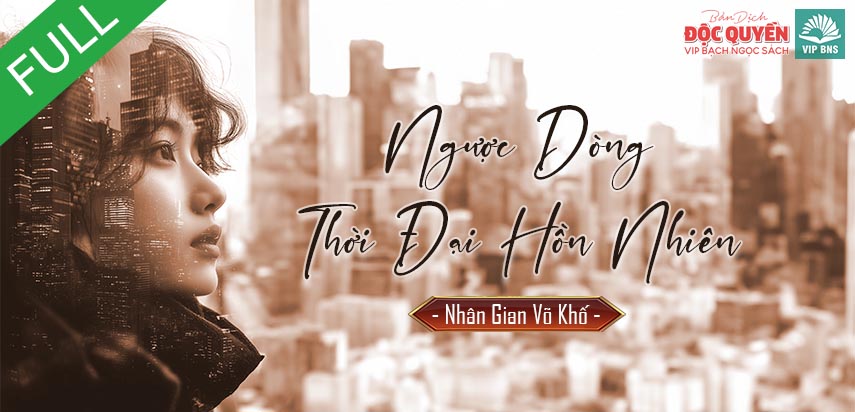 FULL
Bản Dịch
ĐỘC QUYỀN
VIP BẠCH NGỌC SÁCH
VIP BNS
Ngược Dòng
Thời Đại Hồn Nhiên
- Nhân Gian Võ Khố -